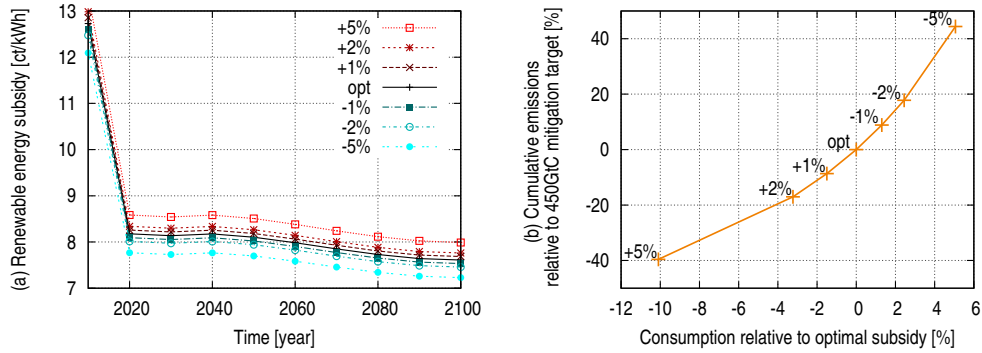 (a) Renewable energy subsidy [ct/kWh]
13
12
11
10
9
8
7
2020 2040 2060 2080 2100
Time [year]
+5%
+2%
+1%
opt
-1%
-2%
-5%
(b) Cumulative emissions
relative to 450GtC mitigation target [%]
40
20
0
-20
-40
-12 -10 -8 -6 -4 -2 0 2 4 6
Consumption relative to optimal subsidy [%]
-5%
-2%
-1%
opt
+1%
+2%
+5%